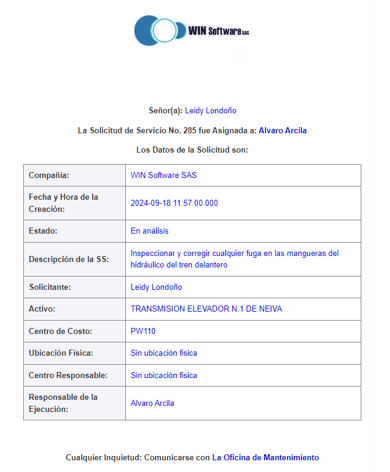 WIN Software SAS
Señor(a): Leidy Londoño
La Solicitud de Servicio No. 285 fue Asignada a: Alvaro Arcila
Los Datos de la Solicitud son:
Compañia: WIN Software SAS
Fecha y Hora de la
Creación: 2024-09-18 11:57:00.000
Estado: En análisis
Descripción de la SS: Inspeccionar y corregir cualquier fuga en las mangueras del
hidráulico del tren delantero
Solicitante: Leidy Londoño
Activo: TRANSMISION ELEVADOR N.1 DE NEIVA
Centro de Costo: PW110
Ubicación Física: Sin ubicación fisica
Centro Responsable: Sin ubicación fisica
Responsable de la
Ejecución: Alvaro Arcila
Cualquier Inquietud: Comunicarse con La Oficina de Mantenimiento